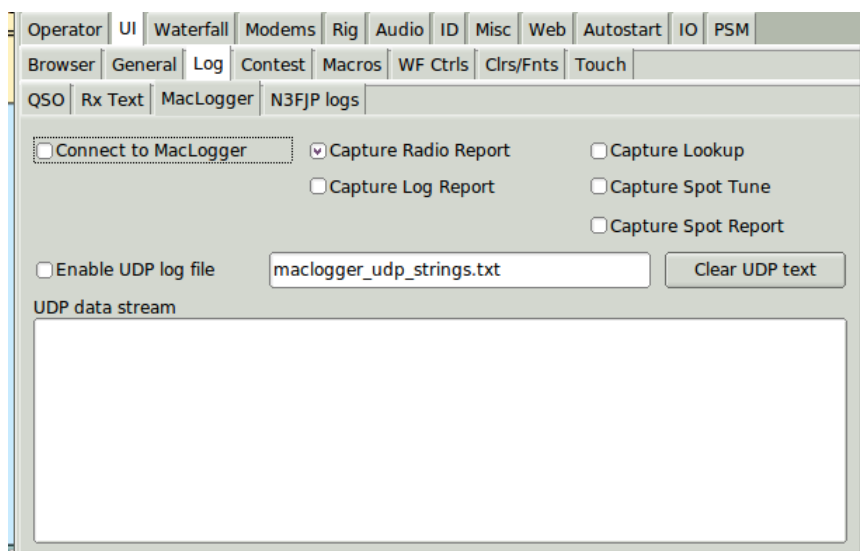 Operator UI Waterfall Modems Rig Audio ID Misc Web Autostart IO PSM
Browser General Log Contest Macros WF Ctrls Clrs/Fnts Touch
QSO Rx Text MacLogger N3FJP logs
Connect to MacLogger Capture Radio Report Capture Lookup
Capture Log Report Capture Spot Tune
Capture Spot Report
Enable UDP log file maclogger_udp_strings.txt Clear UDP text
UDP data stream